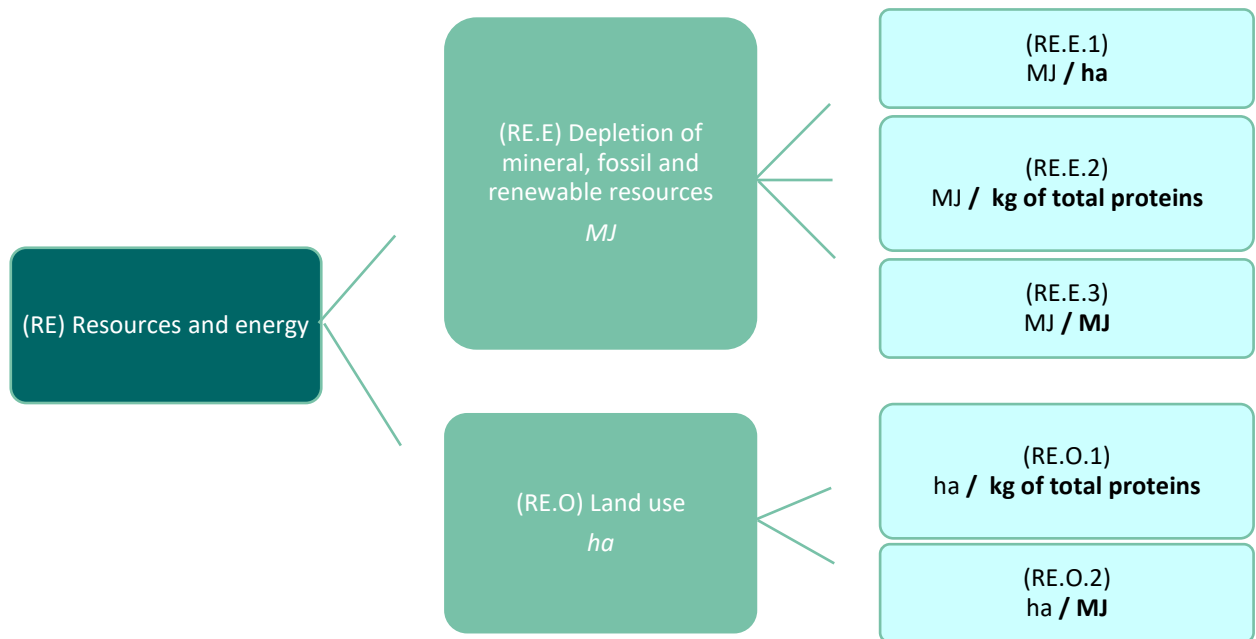 (RE) Resources and energy
(RE.E) Depletion of
mineral, fossil and
renewable resources
MJ
(RE.E.1)
MJ / ha
(RE.E.2)
MJ /  kg of total proteins
(RE.E.3)
MJ / MJ
(RE.O) Land use
ha
(RE.O.1)
ha /  kg of total proteins
(RE.O.2)
ha / MJ